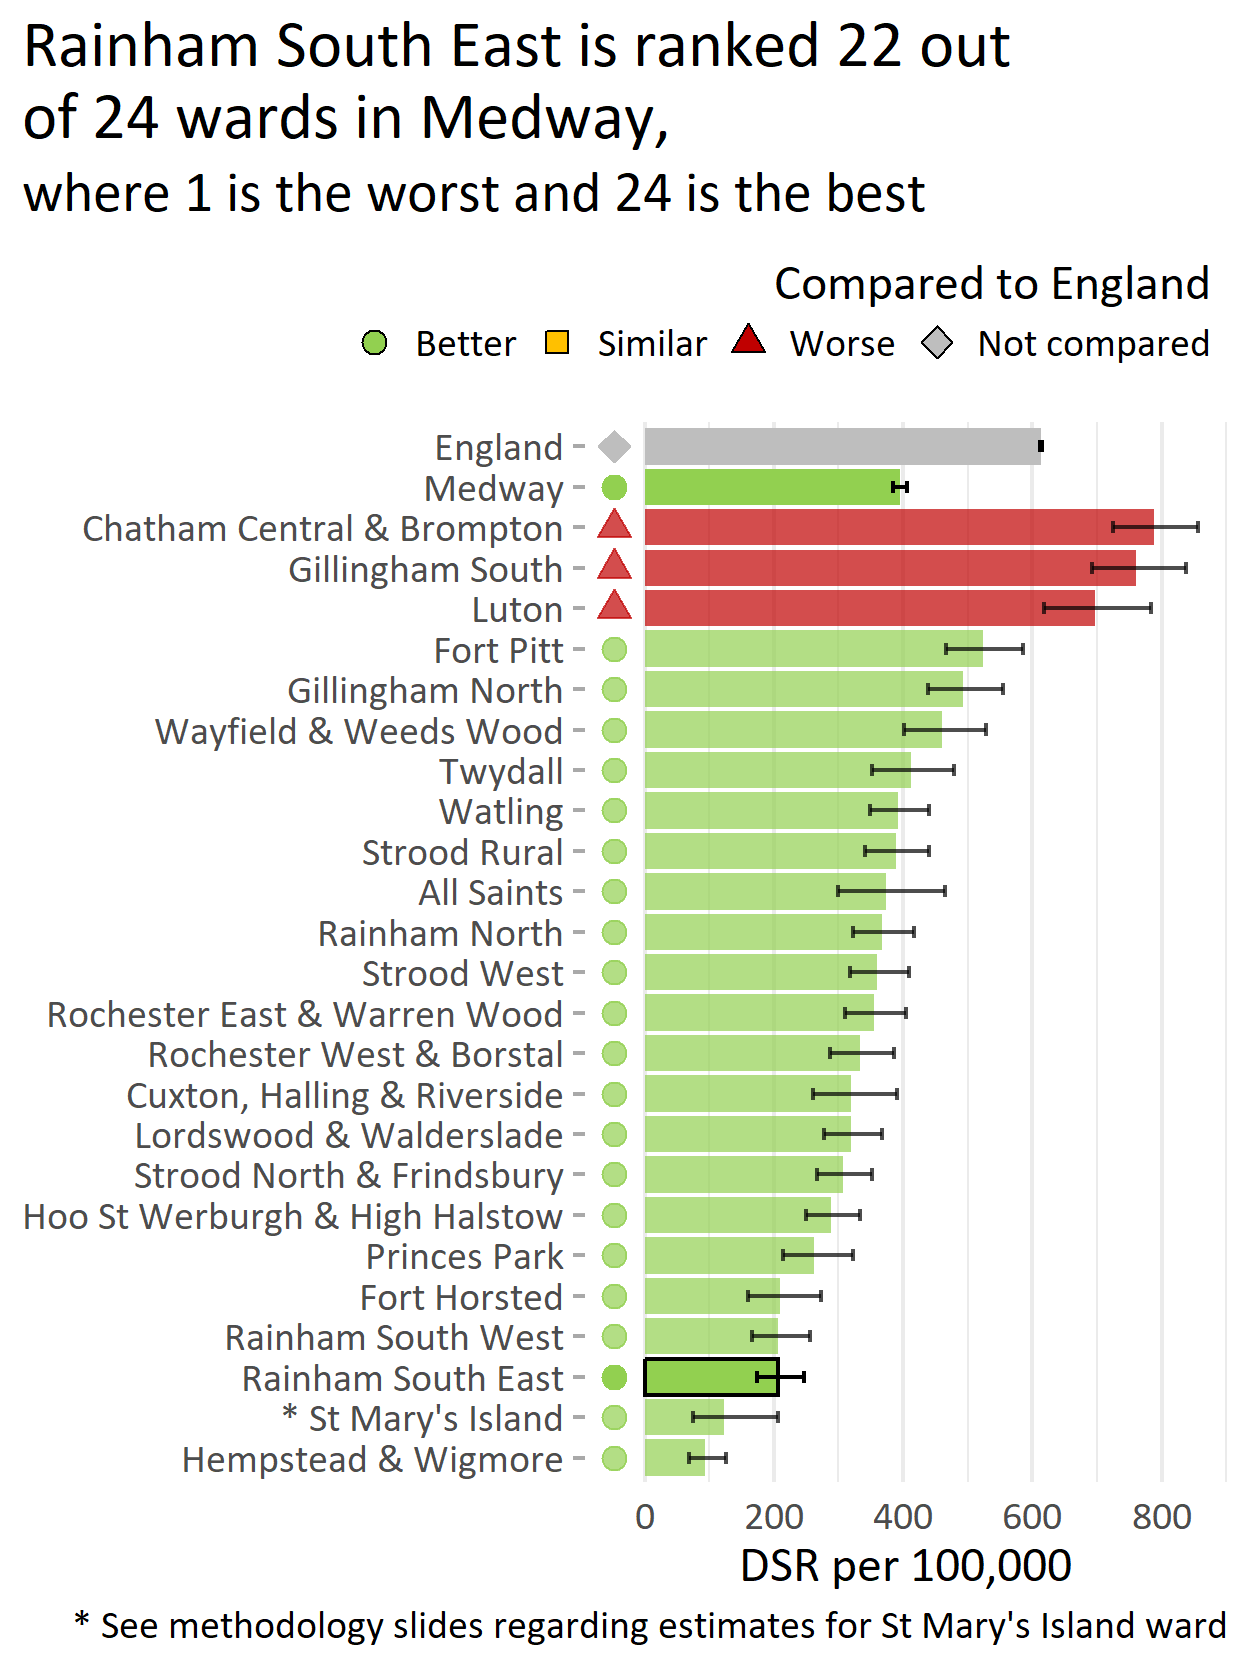 Rainham South East is ranked 22 out
of 24 wards in Medway,
where 1 is the worst and 24 is the best
Compared to England
Better Similar Worse Not compared
England
Medway
Chatham Central & Brompton
Gillingham South
Luton
Fort Pitt
Gillingham North
Wayfield & Weeds Wood
Twydall
Watling
Strood Rural
All Saints
Rainham North
Strood West
Rochester East & Warren Wood
Rochester West & Borstal
Cuxton, Halling & Riverside
Lordswood & Walderslade
Strood North & Frindsbury
Hoo St Werburgh & High Halstow
Princes Park
Fort Horsted
Rainham South West
Rainham South East
* St Mary's Island
Hempstead & Wigmore
0 200 400 600 800
DSR per 100,000
* See methodology slides regarding estimates for St Mary's Island ward